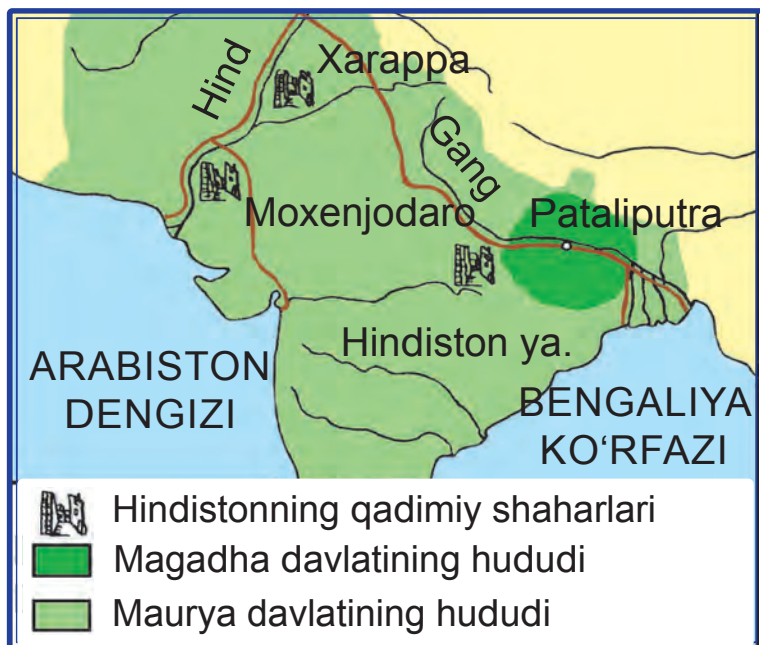 Hind
Xarappa
Gang
Moxenjodaro
Pataliputra
Hindiston ya.
ARABISTON
DENGIZI
BENGALIYA
KO‘RFAZI
Hindistonning qadimiy shaharlari
Magadha davlatining hududi
Maurya davlatining hududi